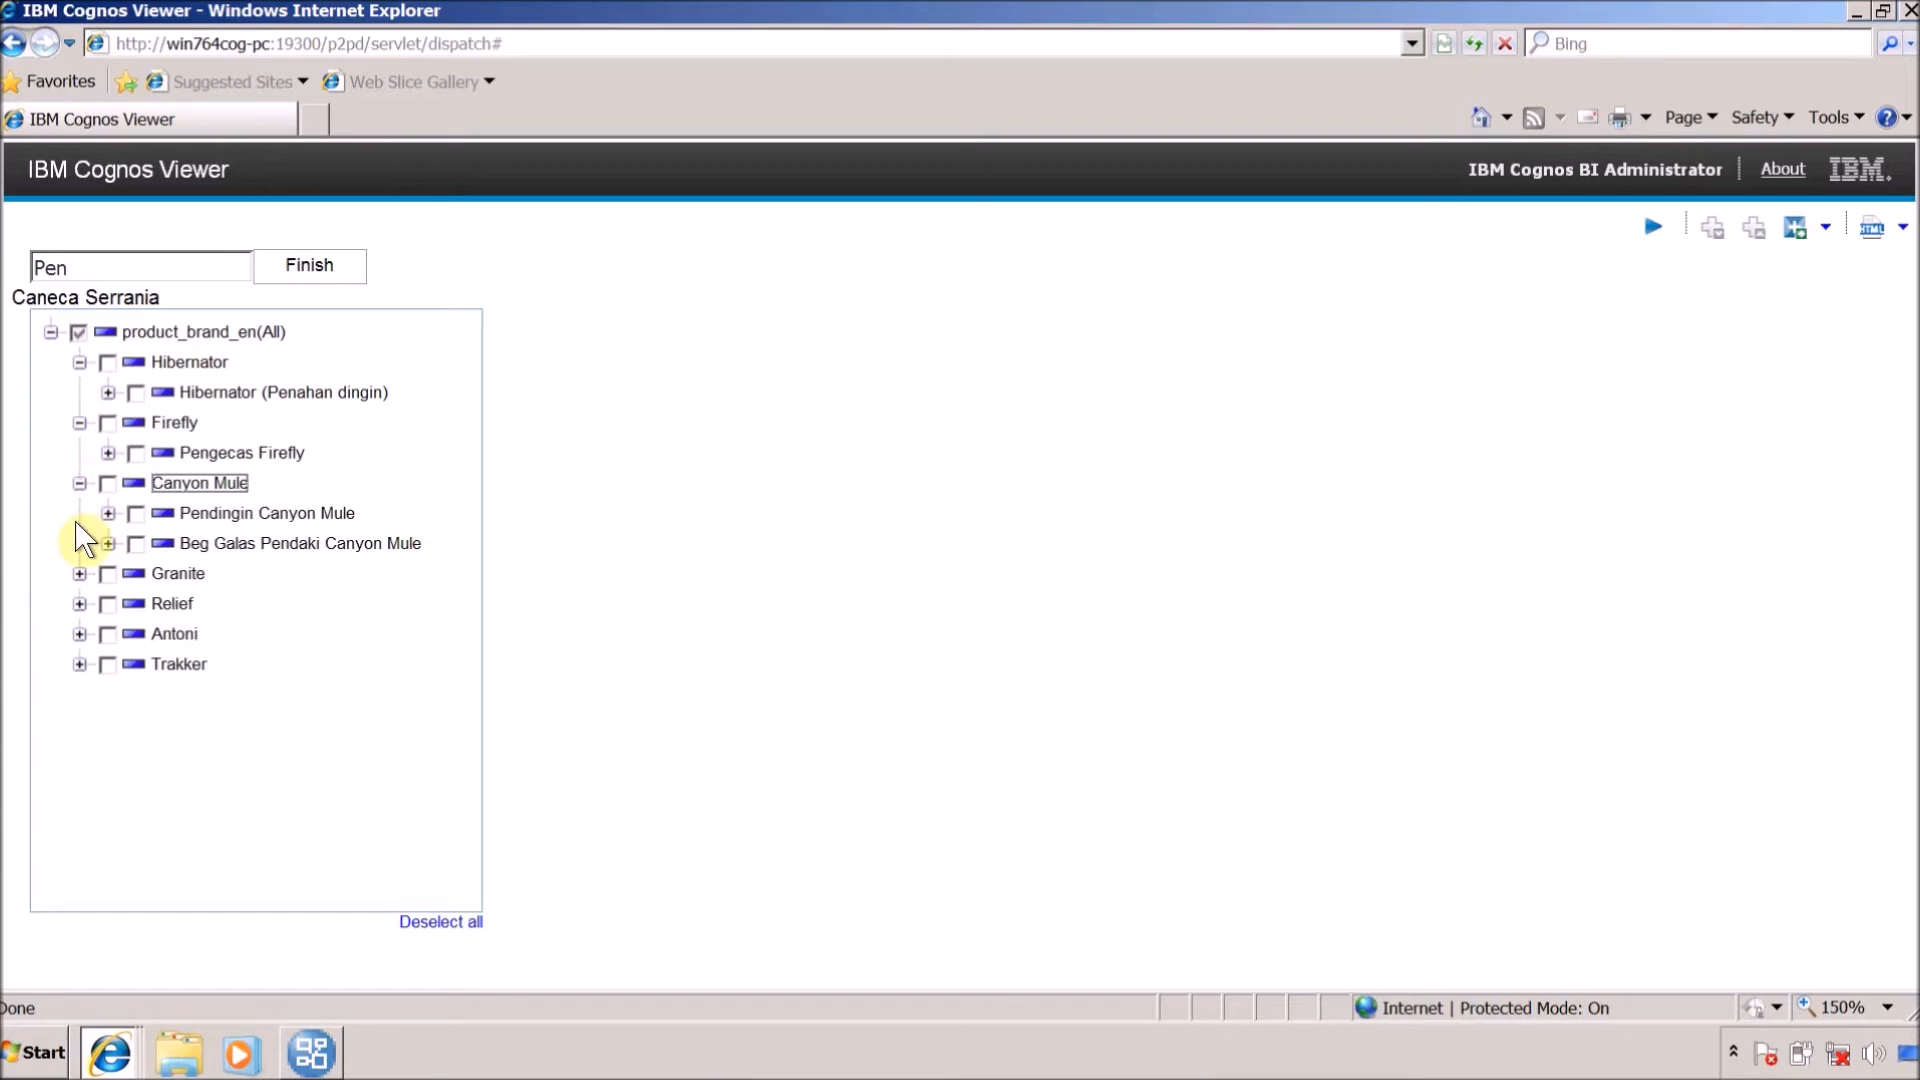 IBM Cognos Viewer - Windows Internet Explorer
http://win764cog-pc:19300/p2pd/servlet/dispatch#
Bing
Favorites
Suggested Sites
Web Slice Gallery
IBM Cognos Viewer
Page
Safety
Tools
IBM Cognos Viewer
IBM Cognos BI Administrator
About
IBM.
HTML
Pen
Finish
Caneca Serrania
product_brand_en(All)
Hibernator
Hibernator (Penahan dingin)
Firefly
Pengecas Firefly
Canyon Mule
Pendingin Canyon Mule
Beg Galas Pendaki Canyon Mule
Granite
Relief
Antoni
Trakker
Deselect all
Done
Internet | Protected Mode: On
150%
Start